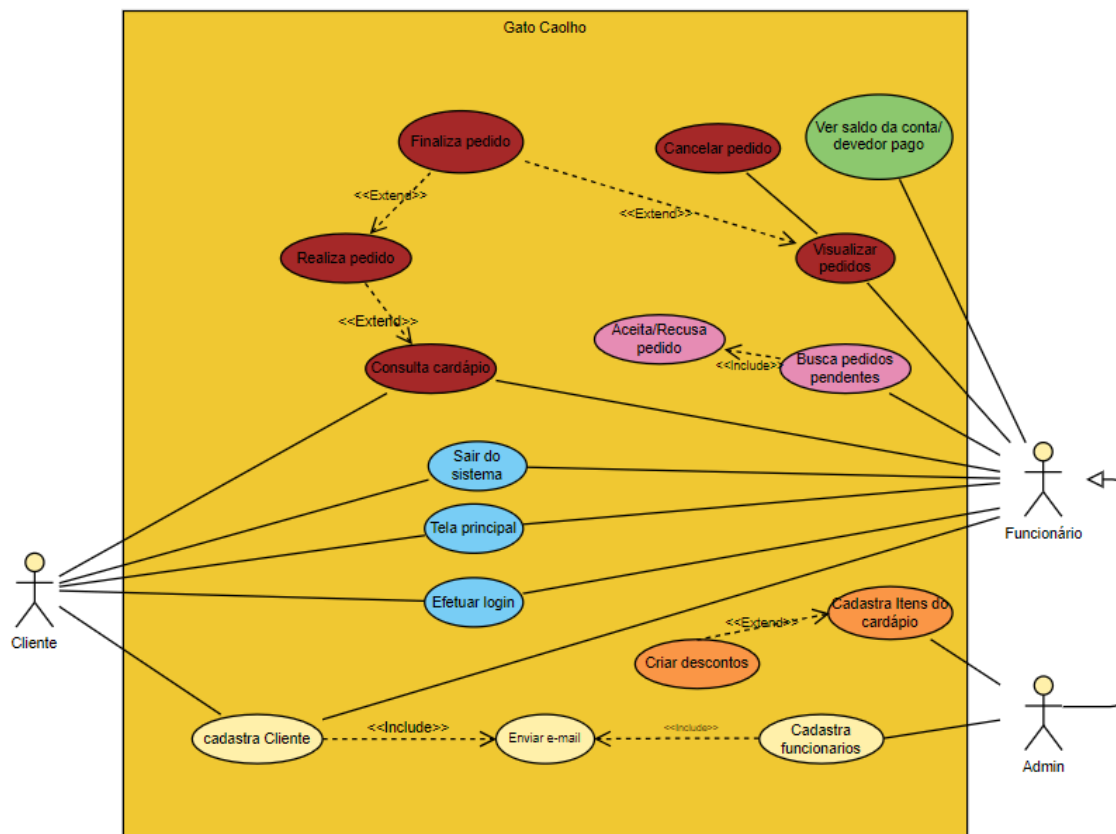 Gato Caolho
Ver saldo da conta/
devedor pago
Finaliza pedido
Cancelar pedido
<<Extend>>
<<Extend>>
Realiza pedido
Visualizar
pedidos
<<Extend>>
Aceita/Recusa
pedido
<<Include>>
Busca pedidos
pendentes
Consulta cardápio
Sair do
sistema
Tela principal
Funcionário
Efetuar login
Cadastra Itens do
cardápio
<<Extend>>
Cliente
Criar descontos
cadastra Cliente
<<Include>>
Enviar e-mail
<<Include>>
Cadastra
funcionarios
Admin